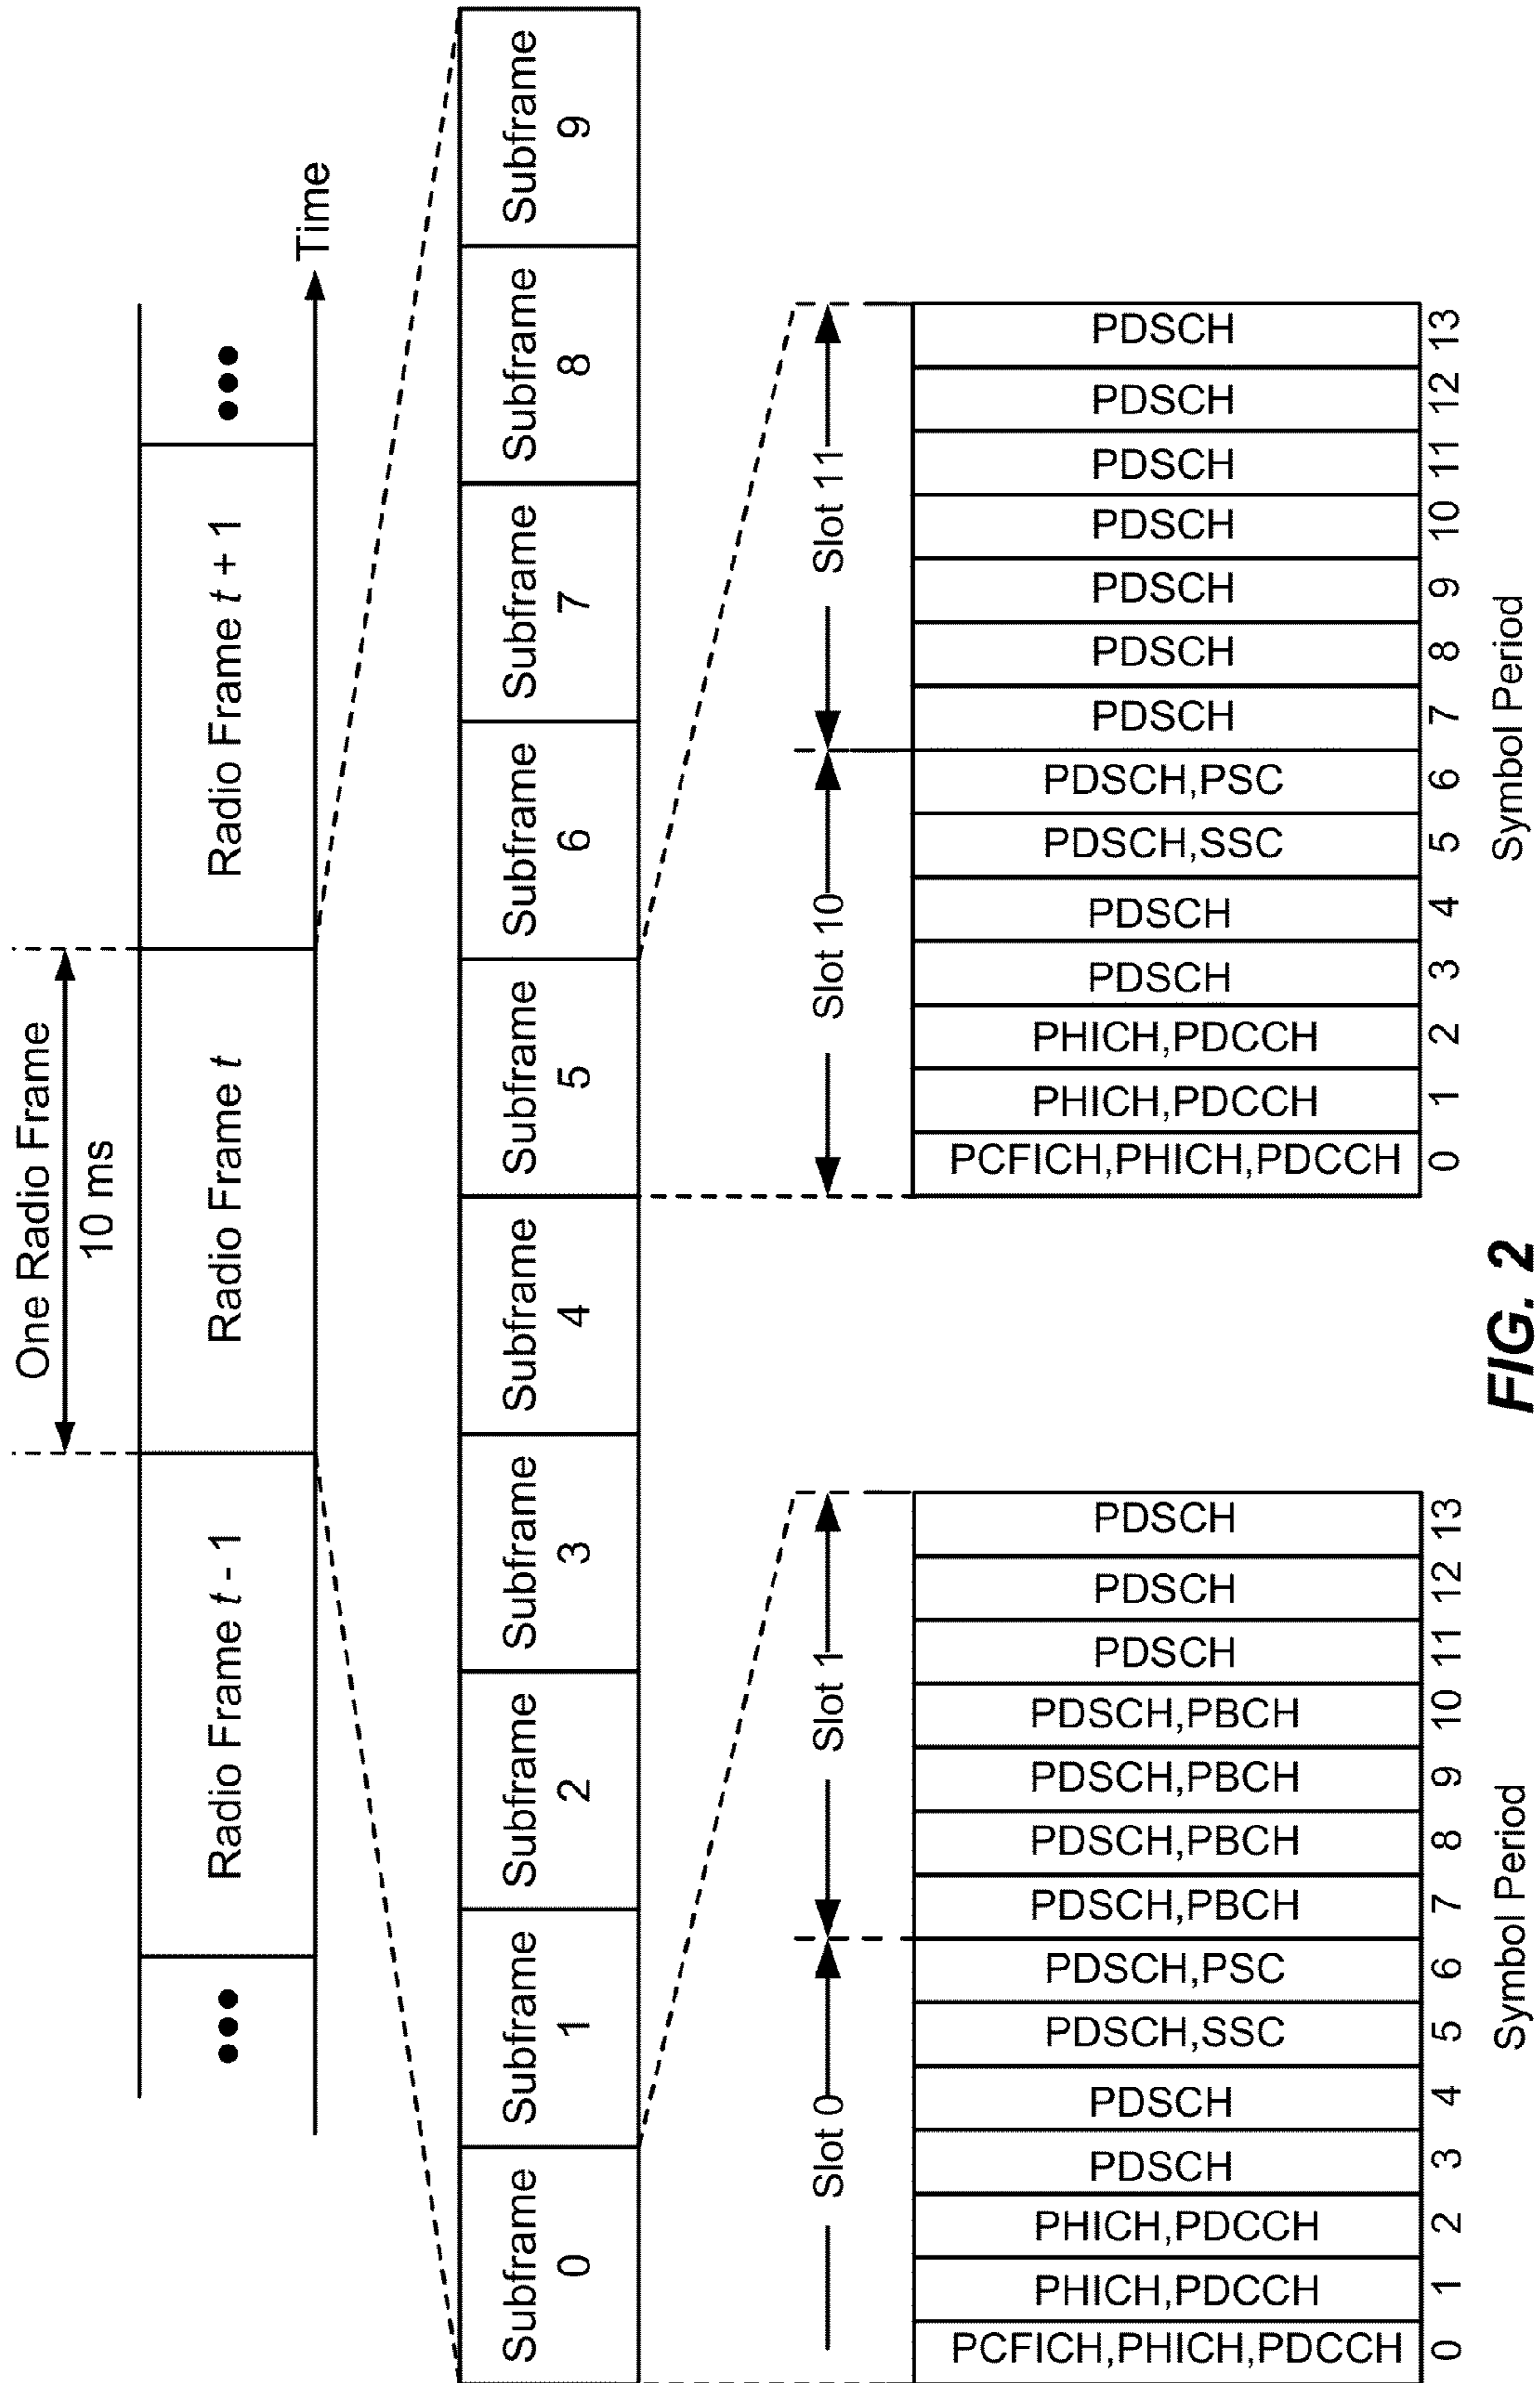 One Radio Frame
10 ms
Radio Frame t - 1
Radio Frame t
Radio Frame t + 1
Time
Subframe
0
Subframe
1
Subframe
2
Subframe
3
Subframe
4
Subframe
5
Subframe
6
Subframe
7
Subframe
8
Subframe
9
Slot 0
Slot 1
PCFICH,PHICH,PDCCH
PHICH,PDCCH
PHICH,PDCCH
PDSCH
PDSCH
PDSCH,SSC
PDSCH,PSC
PDSCH,PBCH
PDSCH,PBCH
PDSCH,PBCH
PDSCH,PBCH
PDSCH
PDSCH
PDSCH
0 1 2 3 4 5 6 7 8 9 10 11 12 13
Symbol Period
Slot 10
Slot 11
PCFICH,PHICH,PDCCH
PHICH,PDCCH
PHICH,PDCCH
PDSCH
PDSCH
PDSCH,SSC
PDSCH,PSC
PDSCH
PDSCH
PDSCH
PDSCH
PDSCH
PDSCH
PDSCH
0 1 2 3 4 5 6 7 8 9 10 11 12 13
Symbol Period
FIG. 2